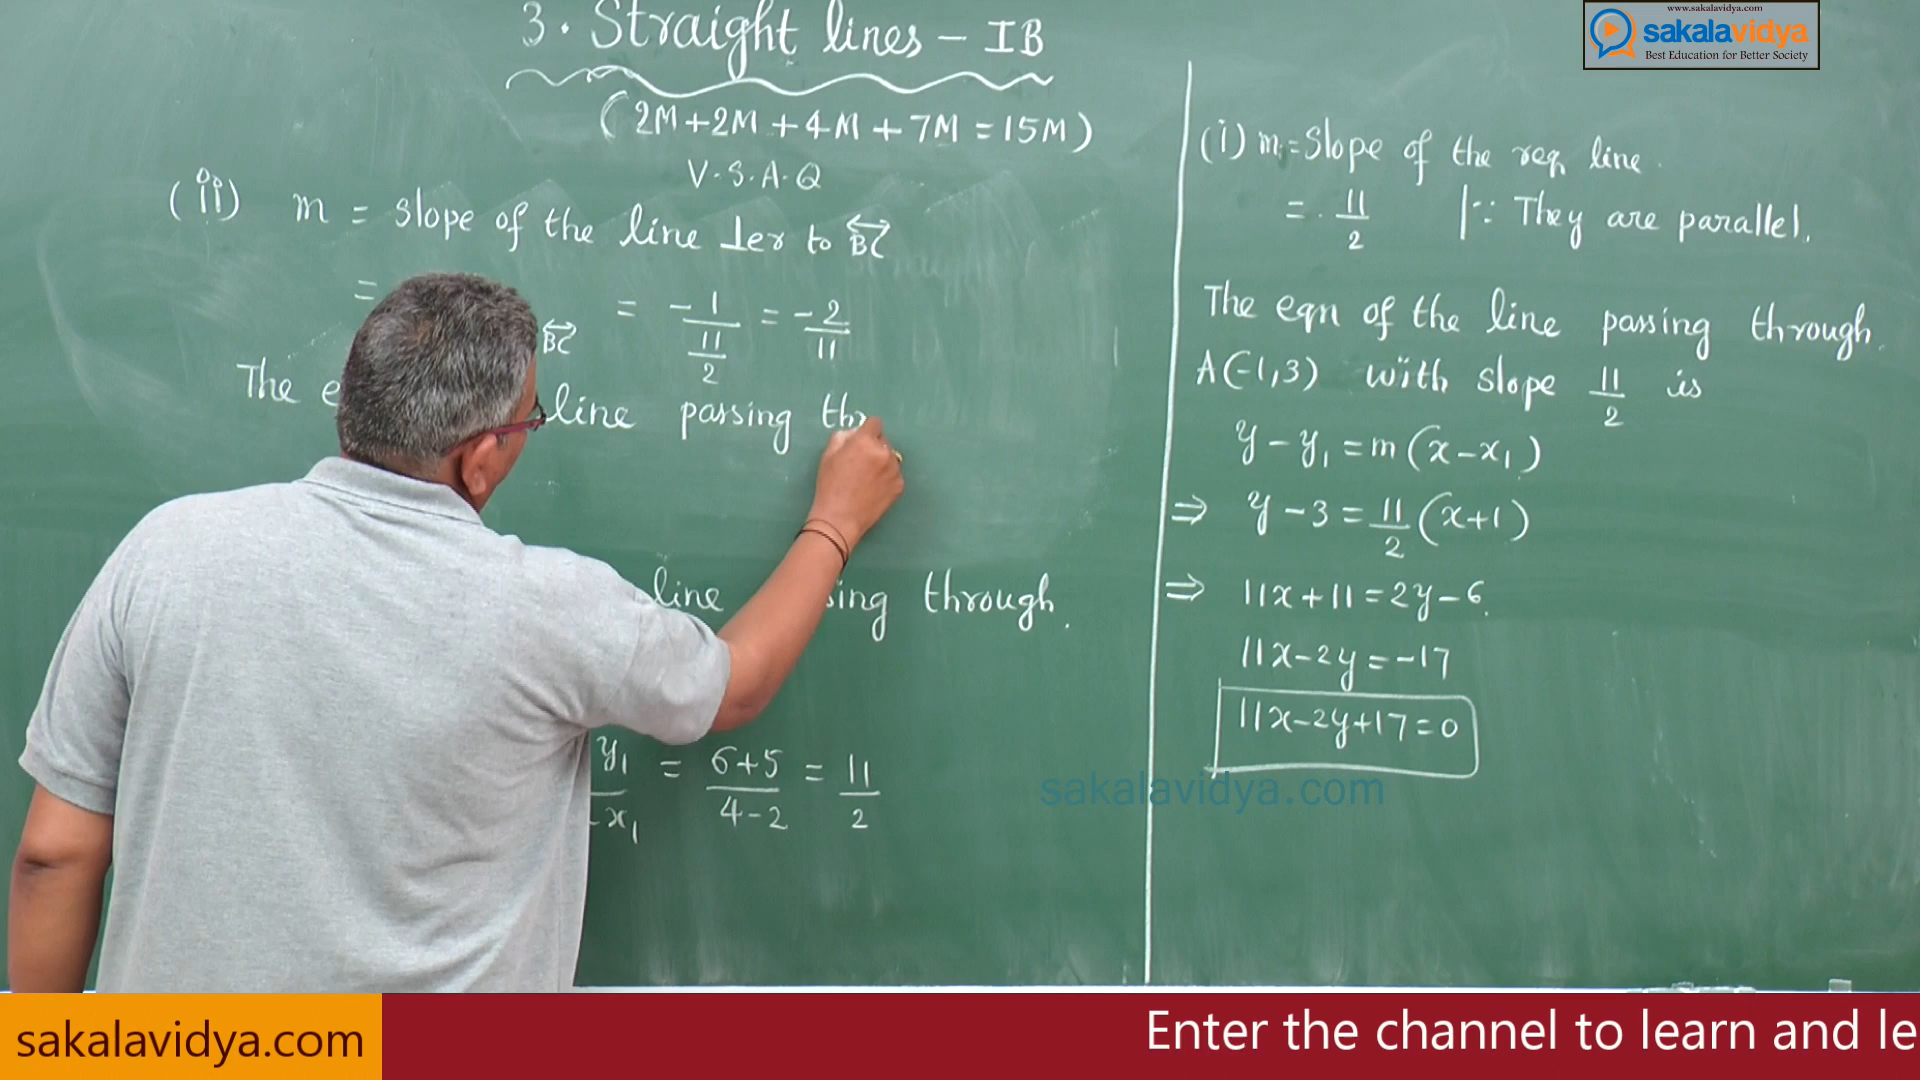 3. Straight lines - IB
(2M+2M+4M+7M=15M)
V.S.A.Q
(ii) m = slope of the line ⊥er to BC
=
BC
= -1/(11/2) = -2/11
The e line passing thr
line sing through.
y1 / -x1 = 6+5 / 4-2 = 11/2
(i) m = Slope of the req line.
= 11/2 |∵ They are parallel.
The eqn of the line passing through
A(-1,3) with slope 11/2 is
y - y1 = m(x-x1)
⇒ y - 3 = 11/2 (x+1)
⇒ 11x+11=2y-6.
11x-2y=-17
11x-2y+17=0
www.sakalavidya.com
sakalavidya
Best Education for Better Society
sakalavidya.com
sakalavidya.com
Enter the channel to learn and le